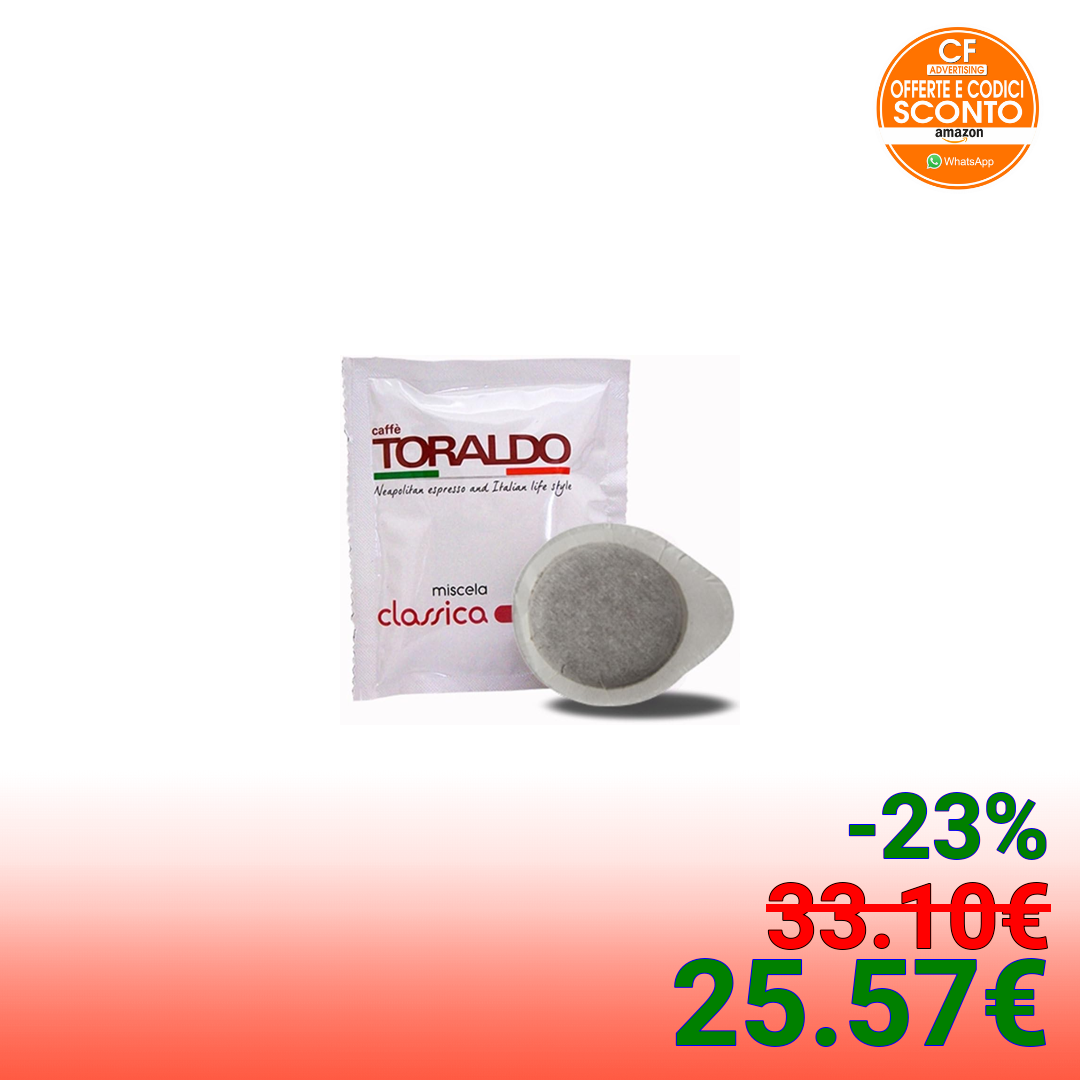 CF
ADVERTISING
OFFERTE E CODICI
SCONTO
amazon
WhatsApp
caffè
TORALDO
Neapolitan espresso and Italian life style
miscela
classica
-23%
33.10€
25.57€